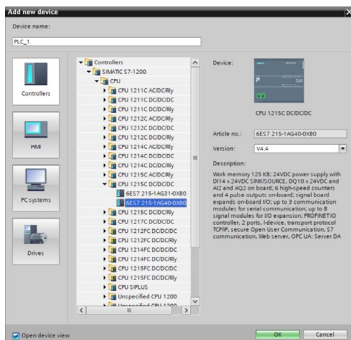 Add new device
Device name:
PLC_1
Controllers
HMI
PC systems
Drives
Controllers
SIMATIC S7-1200
CPU
CPU 1211C AC/DC/Rly
CPU 1211C DC/DC/DC
CPU 1211C DC/DC/Rly
CPU 1212C AC/DC/Rly
CPU 1212C DC/DC/DC
CPU 1212C DC/DC/Rly
CPU 1214C AC/DC/Rly
CPU 1214C DC/DC/DC
CPU 1214C DC/DC/Rly
CPU 1215C AC/DC/Rly
CPU 1215C DC/DC/DC
6ES7 215-1AG31-0XB0
6ES7 215-1AG40-0XB0
CPU 1215C DC/DC/Rly
CPU 1217C DC/DC/DC
CPU 1212FC DC/DC/DC
CPU 1212FC DC/DC/Rly
CPU 1214FC DC/DC/DC
CPU 1214FC DC/DC/Rly
CPU 1215FC DC/DC/DC
CPU 1215FC DC/DC/Rly
CPU SIPLUS
Unspecified CPU 1200
Device:
CPU 1215C DC/DC/DC
Article no.: 6ES7 215-1AG40-0XB0
Version: V4.4
Description:
Work memory 125 KB; 24VDC power supply with
DI14 x 24VDC SINK/SOURCE, DQ10 x 24VDC and
AI2 and AQ2 on board; 6 high-speed counters
and 4 pulse outputs on-board; signal board
expands on-board I/O; up to 3 communication
modules for serial communication; up to 8
signal modules for I/O expansion; PROFINET IO
controller, 2 ports, I-device, transport protocol
TCP/IP, secure Open User Communication, S7
communication, Web server, OPC UA: Server DA
Open device view
OK
Cancel